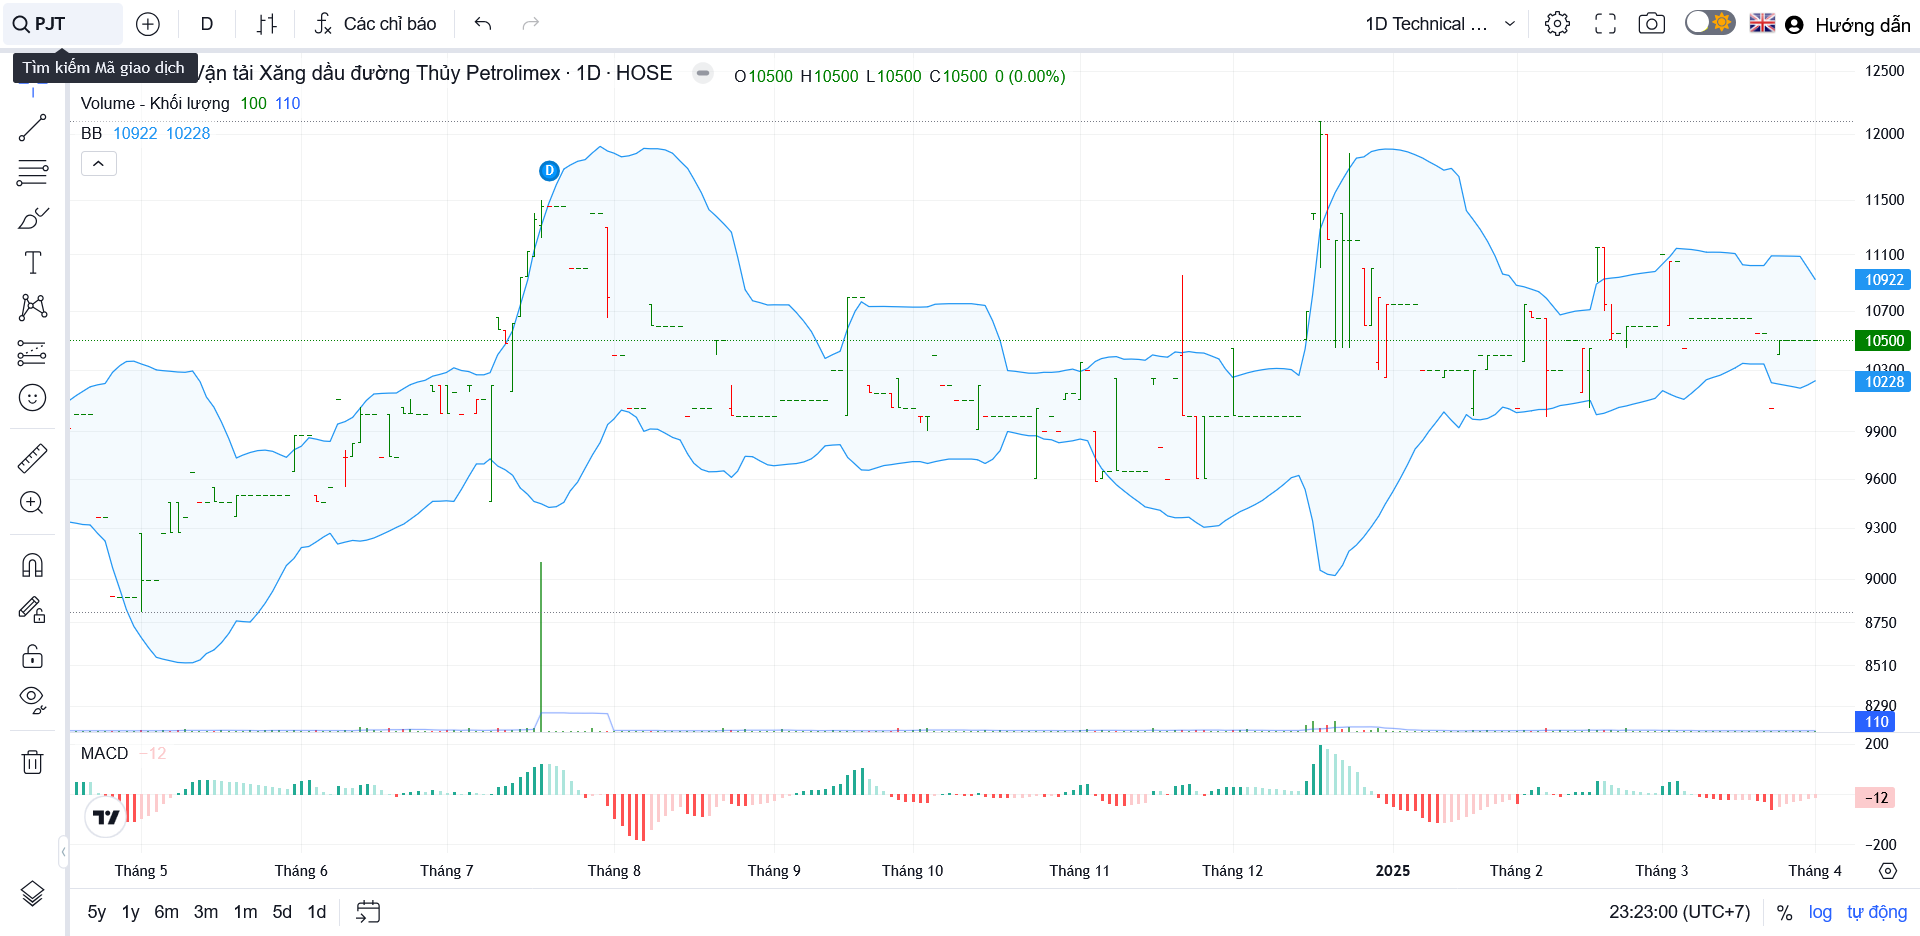 PJT
D
Các chỉ báo
1D Technical ...
Hướng dẫn
Tìm kiếm Mã giao dịch
Vận tải Xăng dầu đường Thủy Petrolimex · 1D · HOSE
O10500 H10500 L10500 C10500 0 (0.00%)
Volume - Khối lượng 100 110
BB 10922 10228
D
12500
12000
11500
11100
10922
10700
10500
10300
10228
9900
9600
9300
9000
8750
8510
8290
110
MACD −12
200
−12
−200
Tháng 5 Tháng 6 Tháng 7 Tháng 8 Tháng 9 Tháng 10 Tháng 11 Tháng 12 2025 Tháng 2 Tháng 3 Tháng 4
5y 1y 6m 3m 1m 5d 1d
23:23:00 (UTC+7) % log tự động